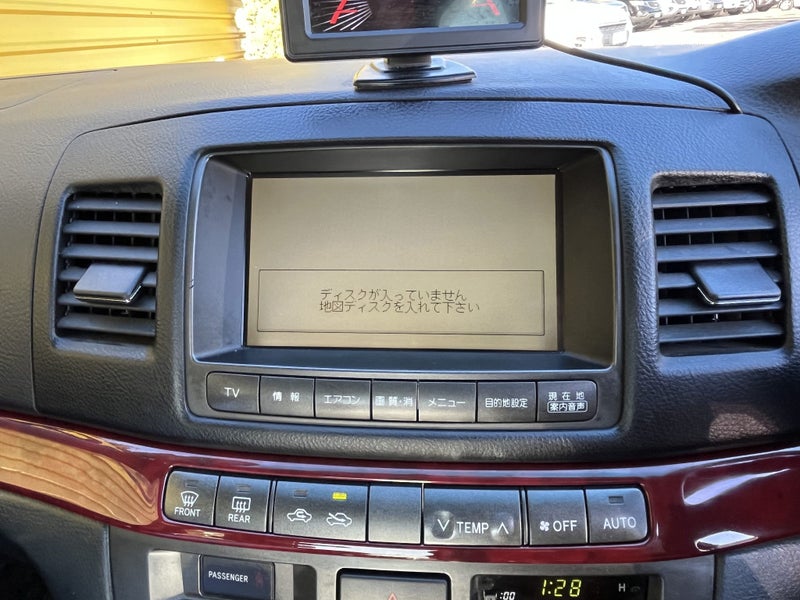 ディスクが入っていません
地図ディスクを入れて下さい
TV
情報
エアコン
画質・消
メニュー
目的地設定
現在地
案内音声
FRONT
REAR
TEMP
OFF
AUTO
PASSENGER
:00
1:28
H